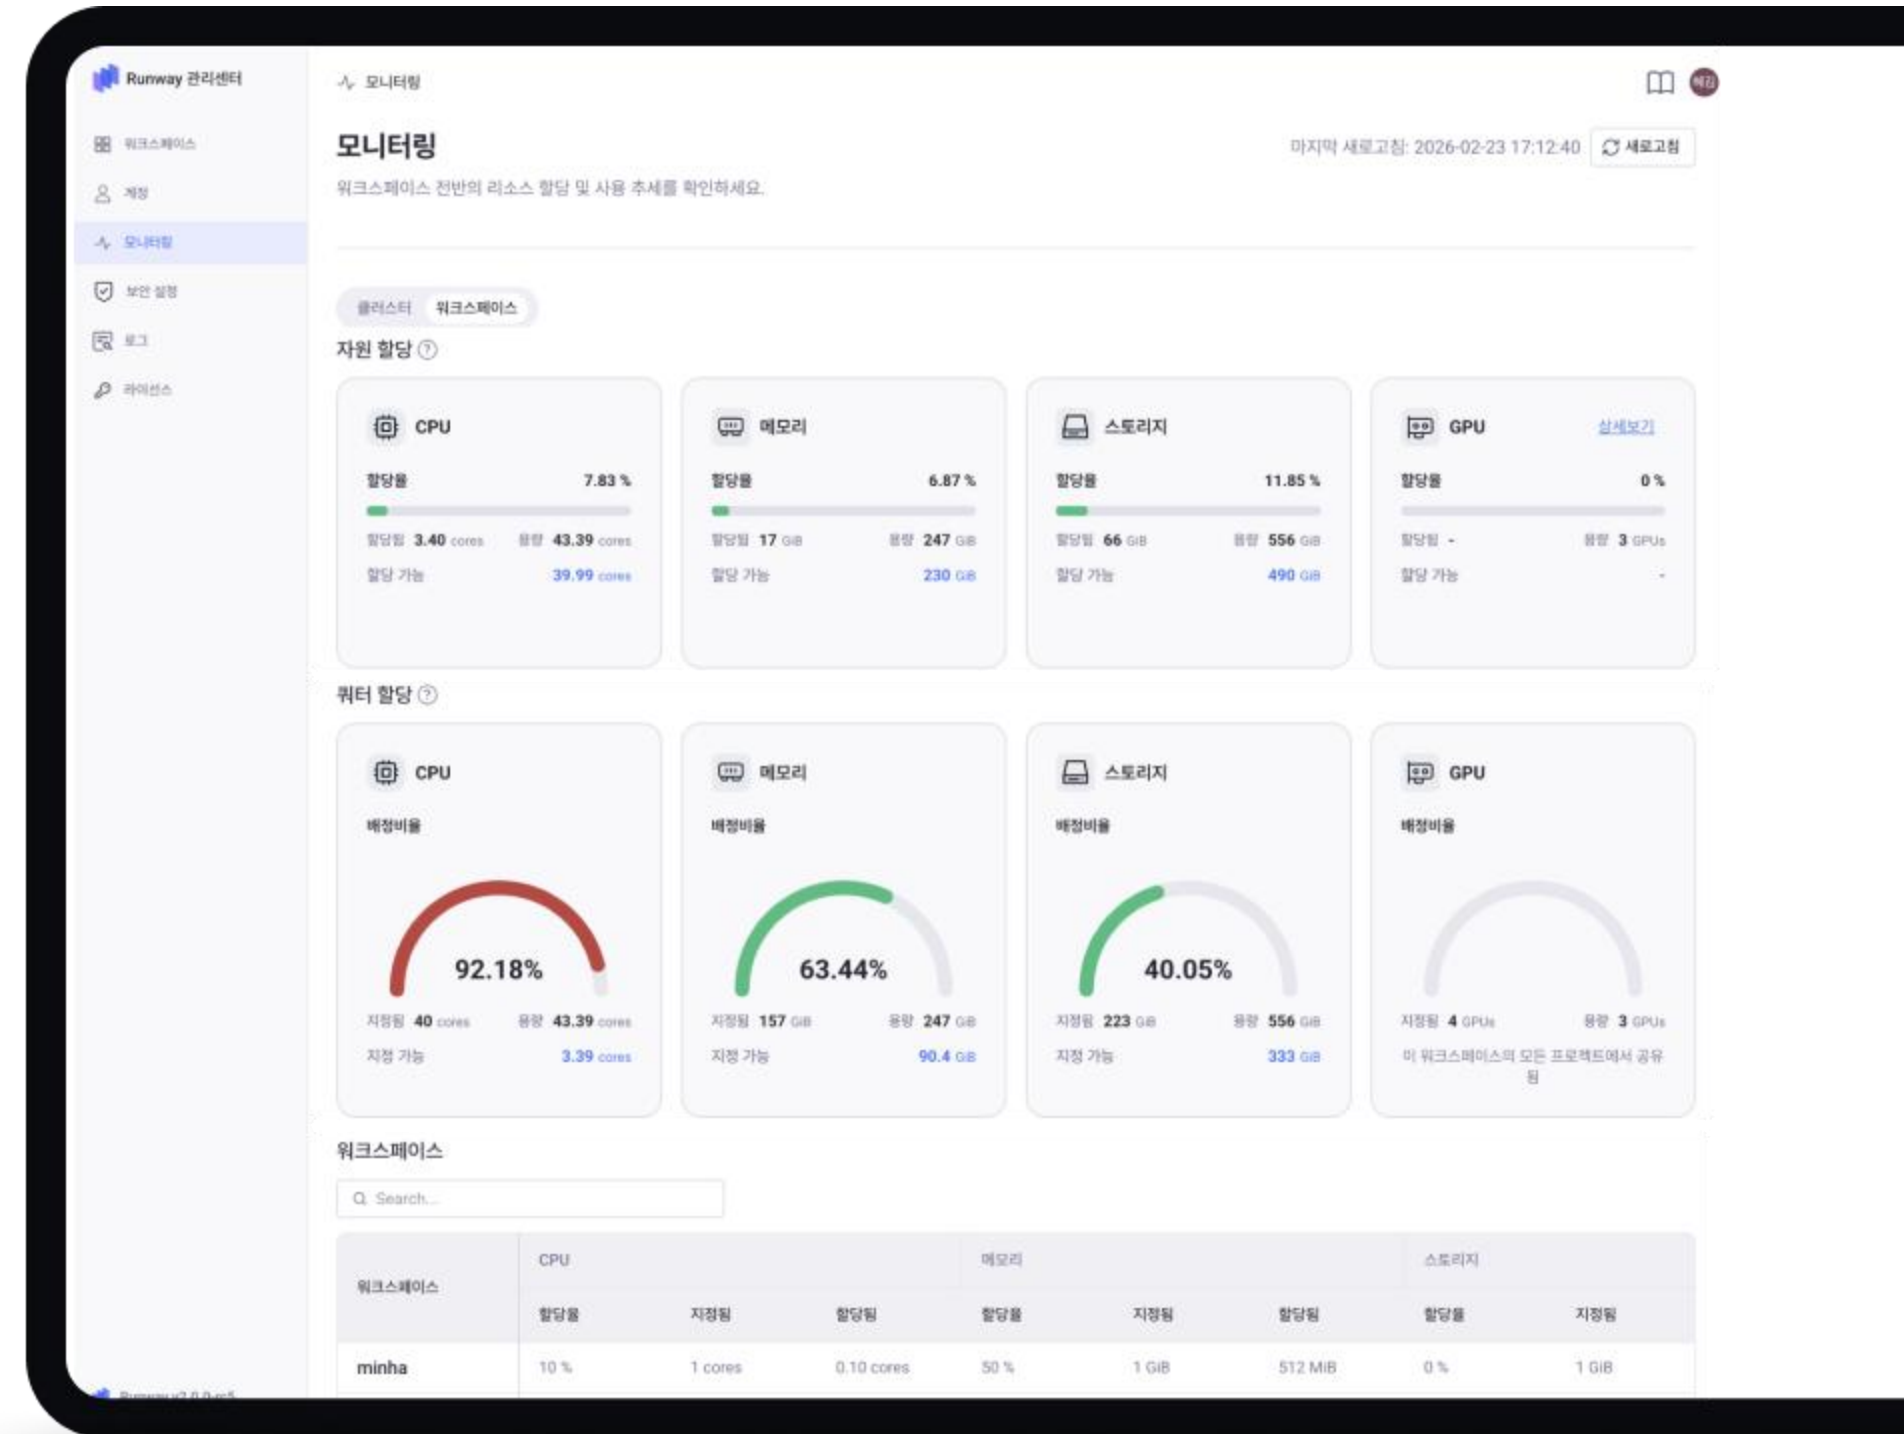 Runway 관리센터
워크스페이스
계정
모니터링
보안 설정
로그
라이선스
모니터링
혜김
모니터링
마지막 새로고침: 2026-02-23 17:12:40
새로고침
워크스페이스 전반의 리소스 할당 및 사용 추세를 확인하세요.
클러스터 워크스페이스
자원 할당 ?
CPU
할당율 7.83 %
할당됨 3.40 cores 용량 43.39 cores
할당 가능 39.99 cores
메모리
할당율 6.87 %
할당됨 17 GiB 용량 247 GiB
할당 가능 230 GiB
스토리지
할당율 11.85 %
할당됨 66 GiB 용량 556 GiB
할당 가능 490 GiB
GPU 상세보기
할당율 0 %
할당됨 - 용량 3 GPUs
할당 가능 -
쿼터 할당 ?
CPU
배정비율
92.18%
지정됨 40 cores 용량 43.39 cores
지정 가능 3.39 cores
메모리
배정비율
63.44%
지정됨 157 GiB 용량 247 GiB
지정 가능 90.4 GiB
스토리지
배정비율
40.05%
지정됨 223 GiB 용량 556 GiB
지정 가능 333 GiB
GPU
배정비율
지정됨 4 GPUs 용량 3 GPUs
이 워크스페이스의 모든 프로젝트에서 공유
됨
워크스페이스
Search...
워크스페이스 CPU 메모리 스토리지
할당율 지정됨 할당됨 할당율 지정됨 할당됨 할당율 지정됨
minha 10 % 1 cores 0.10 cores 50 % 1 GiB 512 MiB 0 % 1 GiB
Runway